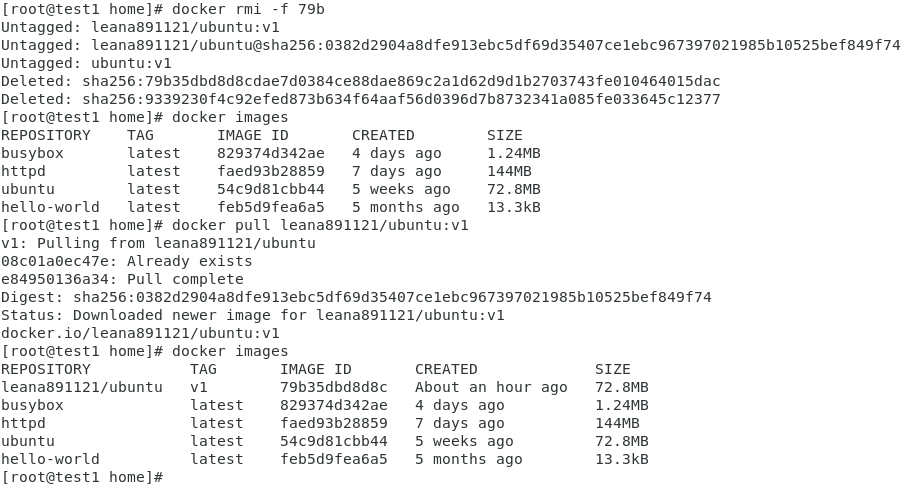 [root@test1 home]# docker rmi -f 79b
Untagged: leana891121/ubuntu:v1
Untagged: leana891121/ubuntu@sha256:0382d2904a8dfe913ebc5df69d35407ce1ebc967397021985b10525bef849f74
Untagged: ubuntu:v1
Deleted: sha256:79b35dbd8d8cdae7d0384ce88dae869c2a1d62d9d1b2703743fe010464015dac
Deleted: sha256:9339230f4c92efed873b634f64aaf56d0396d7b8732341a085fe033645c12377
[root@test1 home]# docker images
REPOSITORY    TAG       IMAGE ID       CREATED        SIZE
busybox       latest    829374d342ae   4 days ago     1.24MB
httpd         latest    faed93b28859   7 days ago     144MB
ubuntu        latest    54c9d81cbb44   5 weeks ago    72.8MB
hello-world   latest    feb5d9fea6a5   5 months ago   13.3kB
[root@test1 home]# docker pull leana891121/ubuntu:v1
v1: Pulling from leana891121/ubuntu
08c01a0ec47e: Already exists
e84950136a34: Pull complete
Digest: sha256:0382d2904a8dfe913ebc5df69d35407ce1ebc967397021985b10525bef849f74
Status: Downloaded newer image for leana891121/ubuntu:v1
docker.io/leana891121/ubuntu:v1
[root@test1 home]# docker images
REPOSITORY           TAG       IMAGE ID       CREATED             SIZE
leana891121/ubuntu   v1        79b35dbd8d8c   About an hour ago   72.8MB
busybox              latest    829374d342ae   4 days ago          1.24MB
httpd                latest    faed93b28859   7 days ago          144MB
ubuntu               latest    54c9d81cbb44   5 weeks ago         72.8MB
hello-world          latest    feb5d9fea6a5   5 months ago        13.3kB
[root@test1 home]#